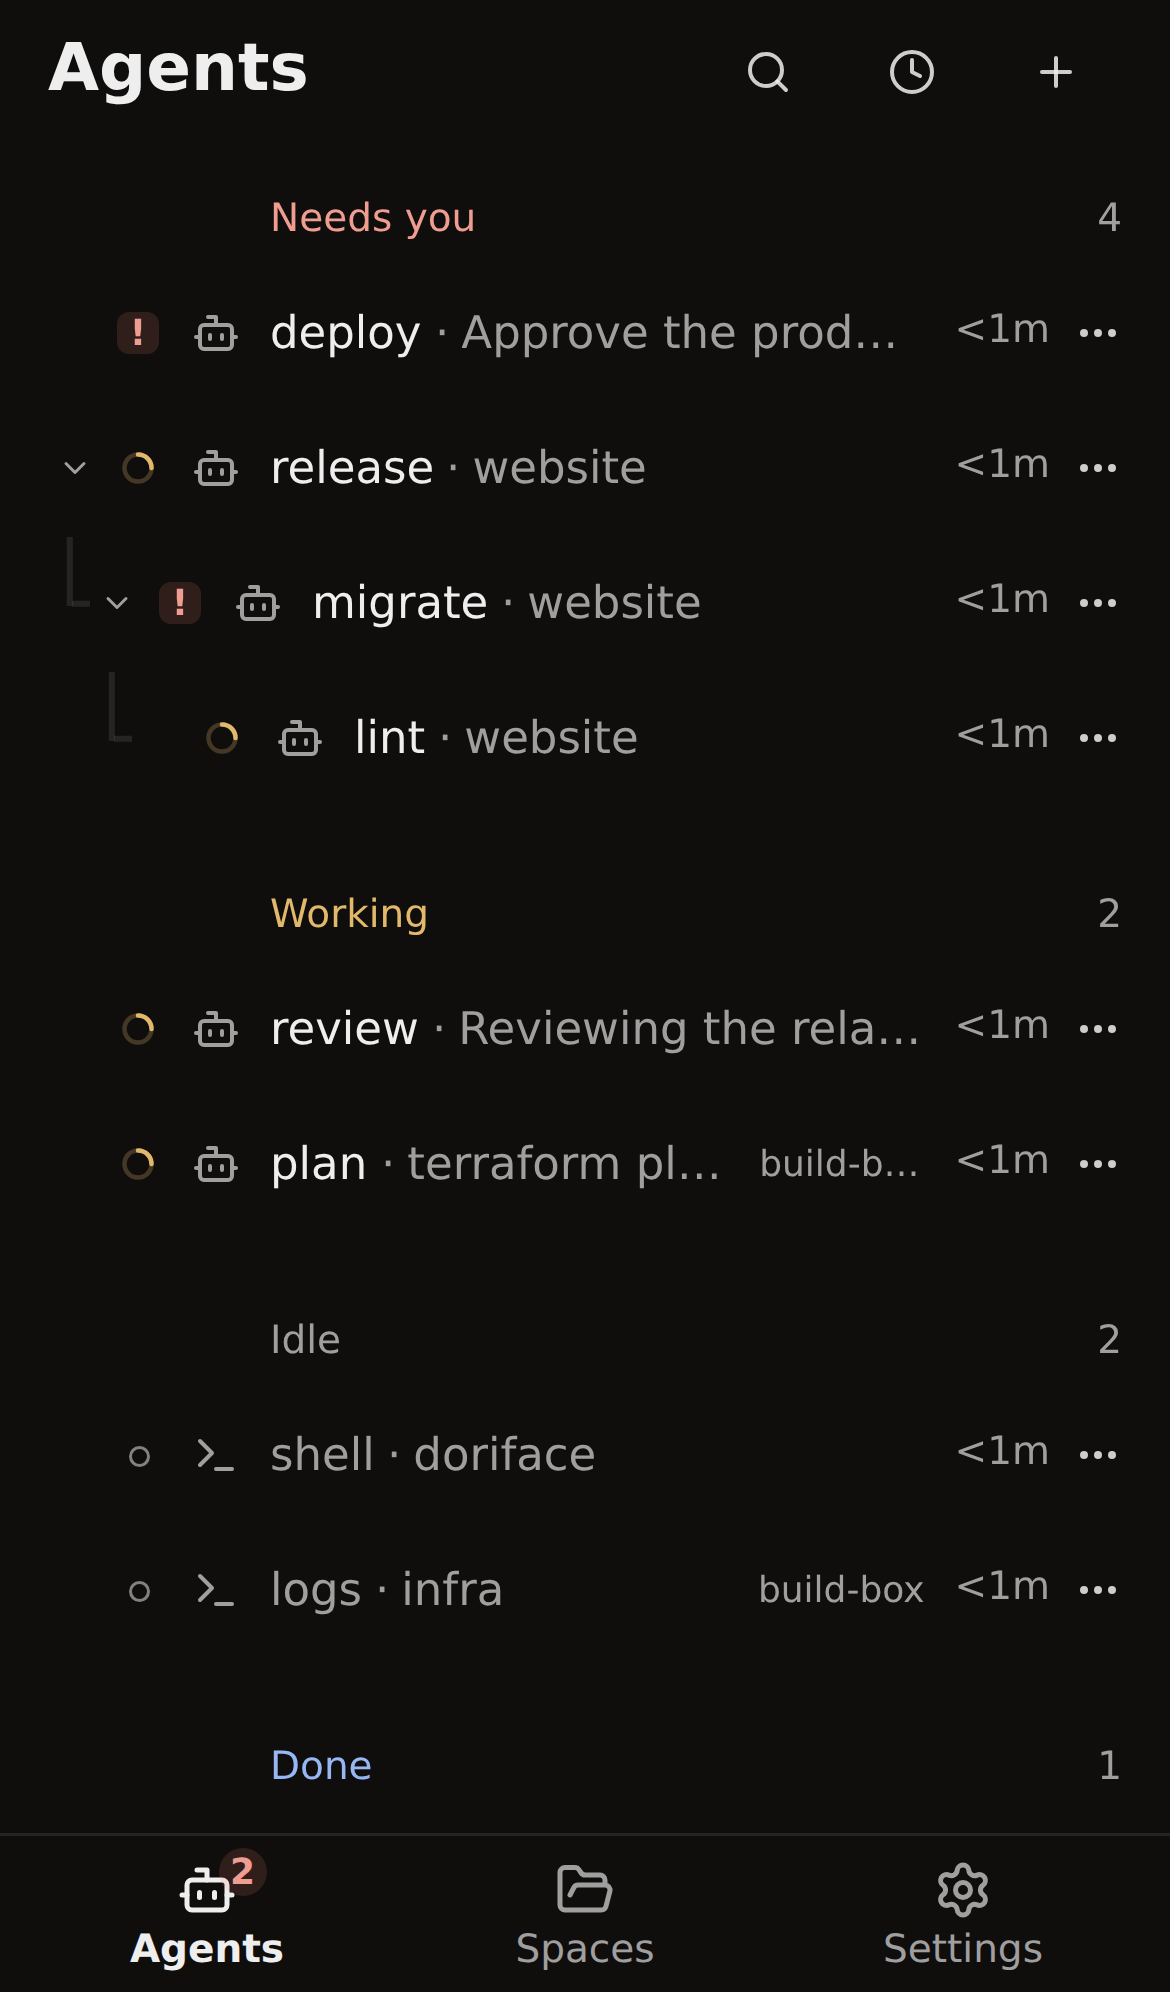 Agents
Needs you 4
! deploy · Approve the prod… <1m
release · website <1m
! migrate · website <1m
lint · website <1m
Working 2
review · Reviewing the rela… <1m
plan · terraform pl… build-b… <1m
Idle 2
shell · doriface <1m
logs · infra build-box <1m
Done 1
2
Agents Spaces Settings